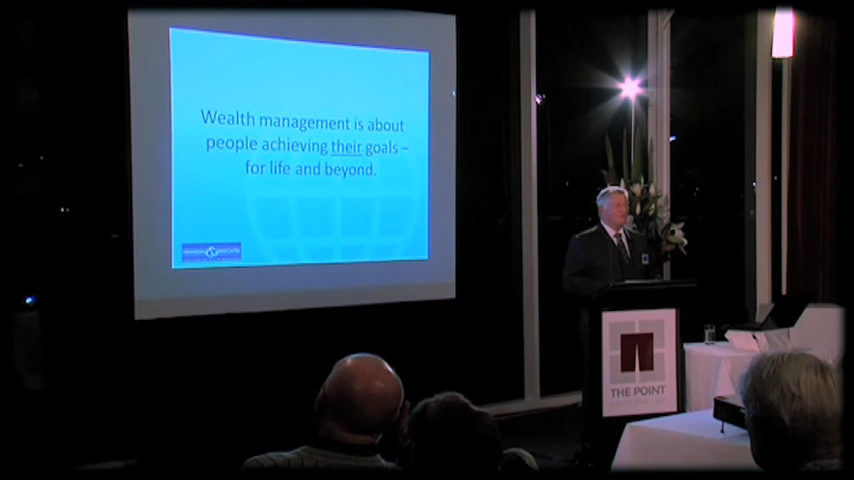 Wealth management is about
people achieving their goals –
for life and beyond.
THE POINT